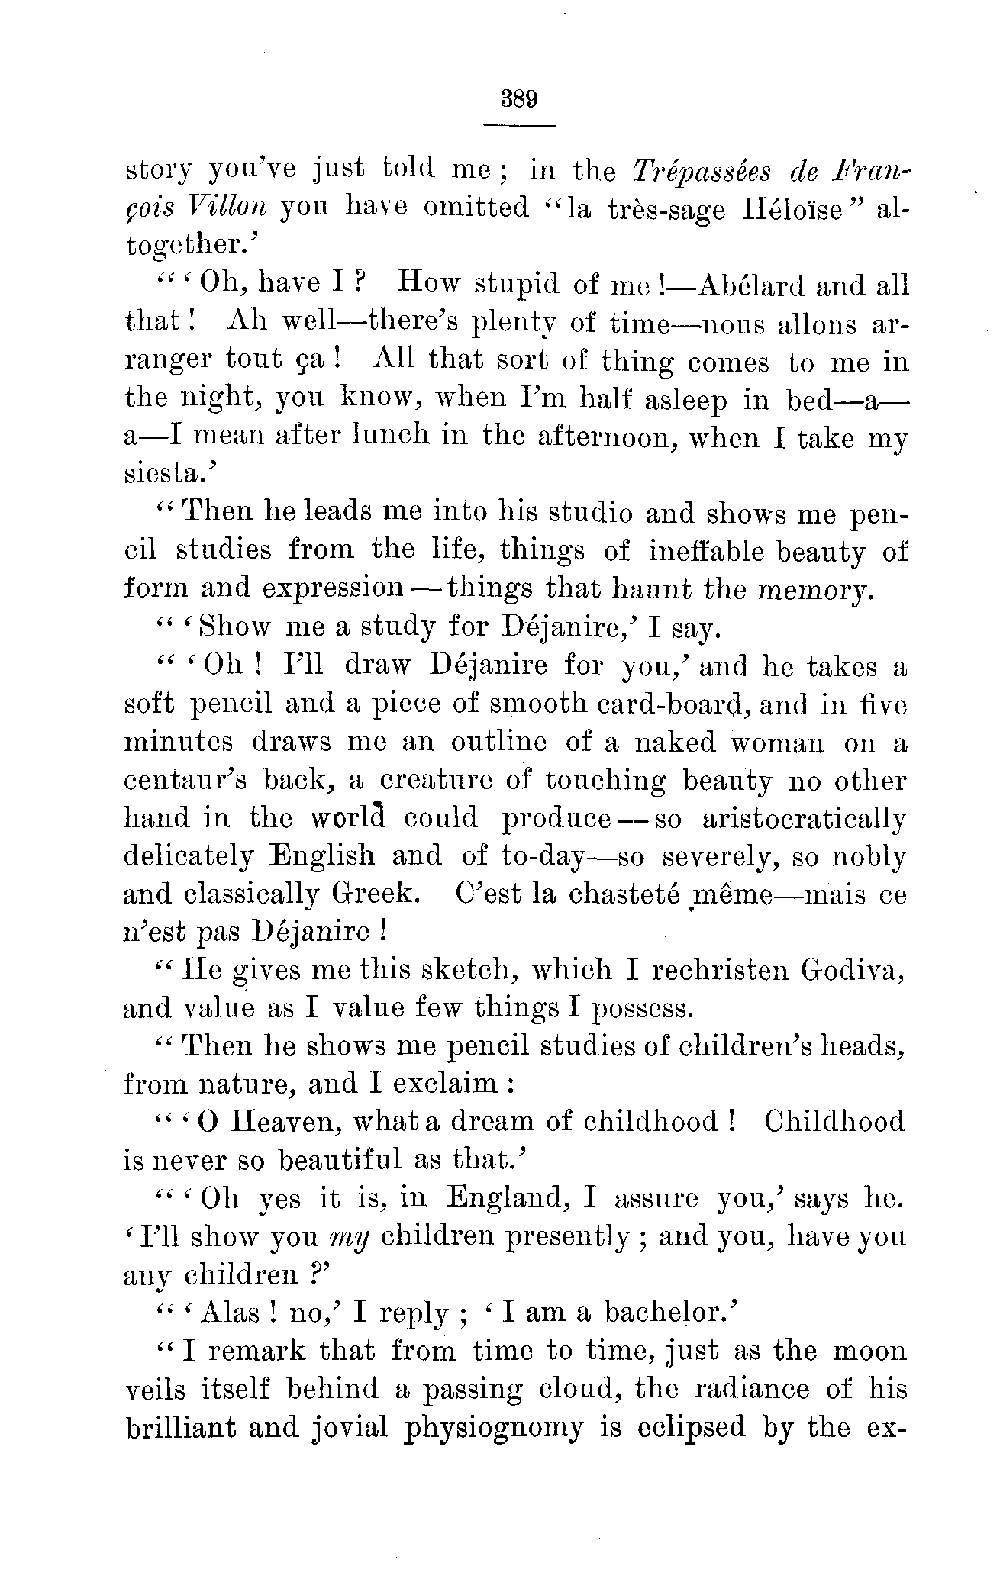 389
story you've just told me ; in the Trépassées de Fran-
çois Villon you have omitted “la très-sage Héloïse” al-
together.’
“ ‘ Oh, have I ? How stupid of me !—Abélard and all
that ! Ah well—there's plenty of time—nous allons ar-
ranger tout ça ! All that sort of thing comes to me in
the night, you know, when I'm half asleep in bed—a—
a—I mean after lunch in the afternoon, when I take my
siesta.’
“ Then he leads me into his studio and shows me pen-
cil studies from the life, things of ineffable beauty of
form and expression — things that haunt the memory.
“ ‘Show me a study for Déjanire,’ I say.
“ ‘ Oh ! I'll draw Déjanire for you,’ and he takes a
soft pencil and a piece of smooth card-board, and in five
minutes draws me an outline of a naked woman on a
centaur's back, a creature of touching beauty no other
hand in the world could produce — so aristocratically
delicately English and of to-day—so severely, so nobly
and classically Greek. C'est la chasteté même—mais ce
n'est pas Déjanire !
“ He gives me this sketch, which I rechristen Godiva,
and value as I value few things I possess.
“ Then he shows me pencil studies of children's heads,
from nature, and I exclaim :
“ ‘ O Heaven, what a dream of childhood ! Childhood
is never so beautiful as that.’
“ ‘ Oh yes it is, in England, I assure you,’ says he.
‘ I'll show you my children presently ; and you, have you
any children ?’
“ ‘ Alas ! no,’ I reply ; ‘ I am a bachelor.’
“ I remark that from time to time, just as the moon
veils itself behind a passing cloud, the radiance of his
brilliant and jovial physiognomy is eclipsed by the ex-